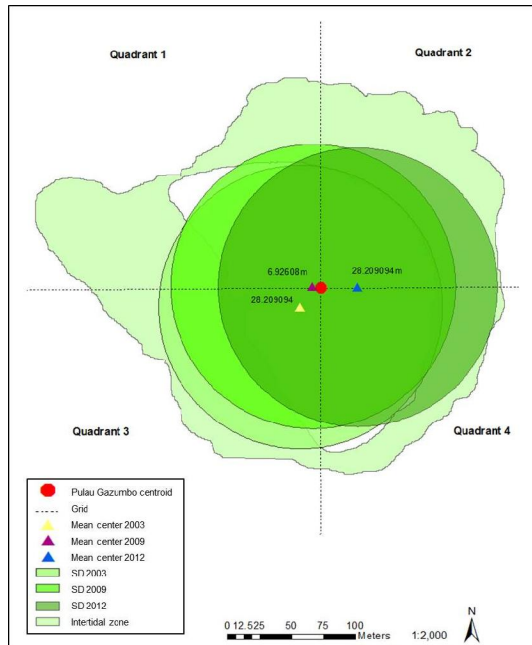 Quadrant 1
Quadrant 2
6.92608m
28.209094m
28.209094
Quadrant 3
Quadrant 4
Pulau Gazumbo centroid
Grid
Mean center 2003
Mean center 2009
Mean center 2012
SD 2003
SD 2009
SD 2012
Intertidal zone
N
0 12.525 50 75 100
Meters
1:2,000